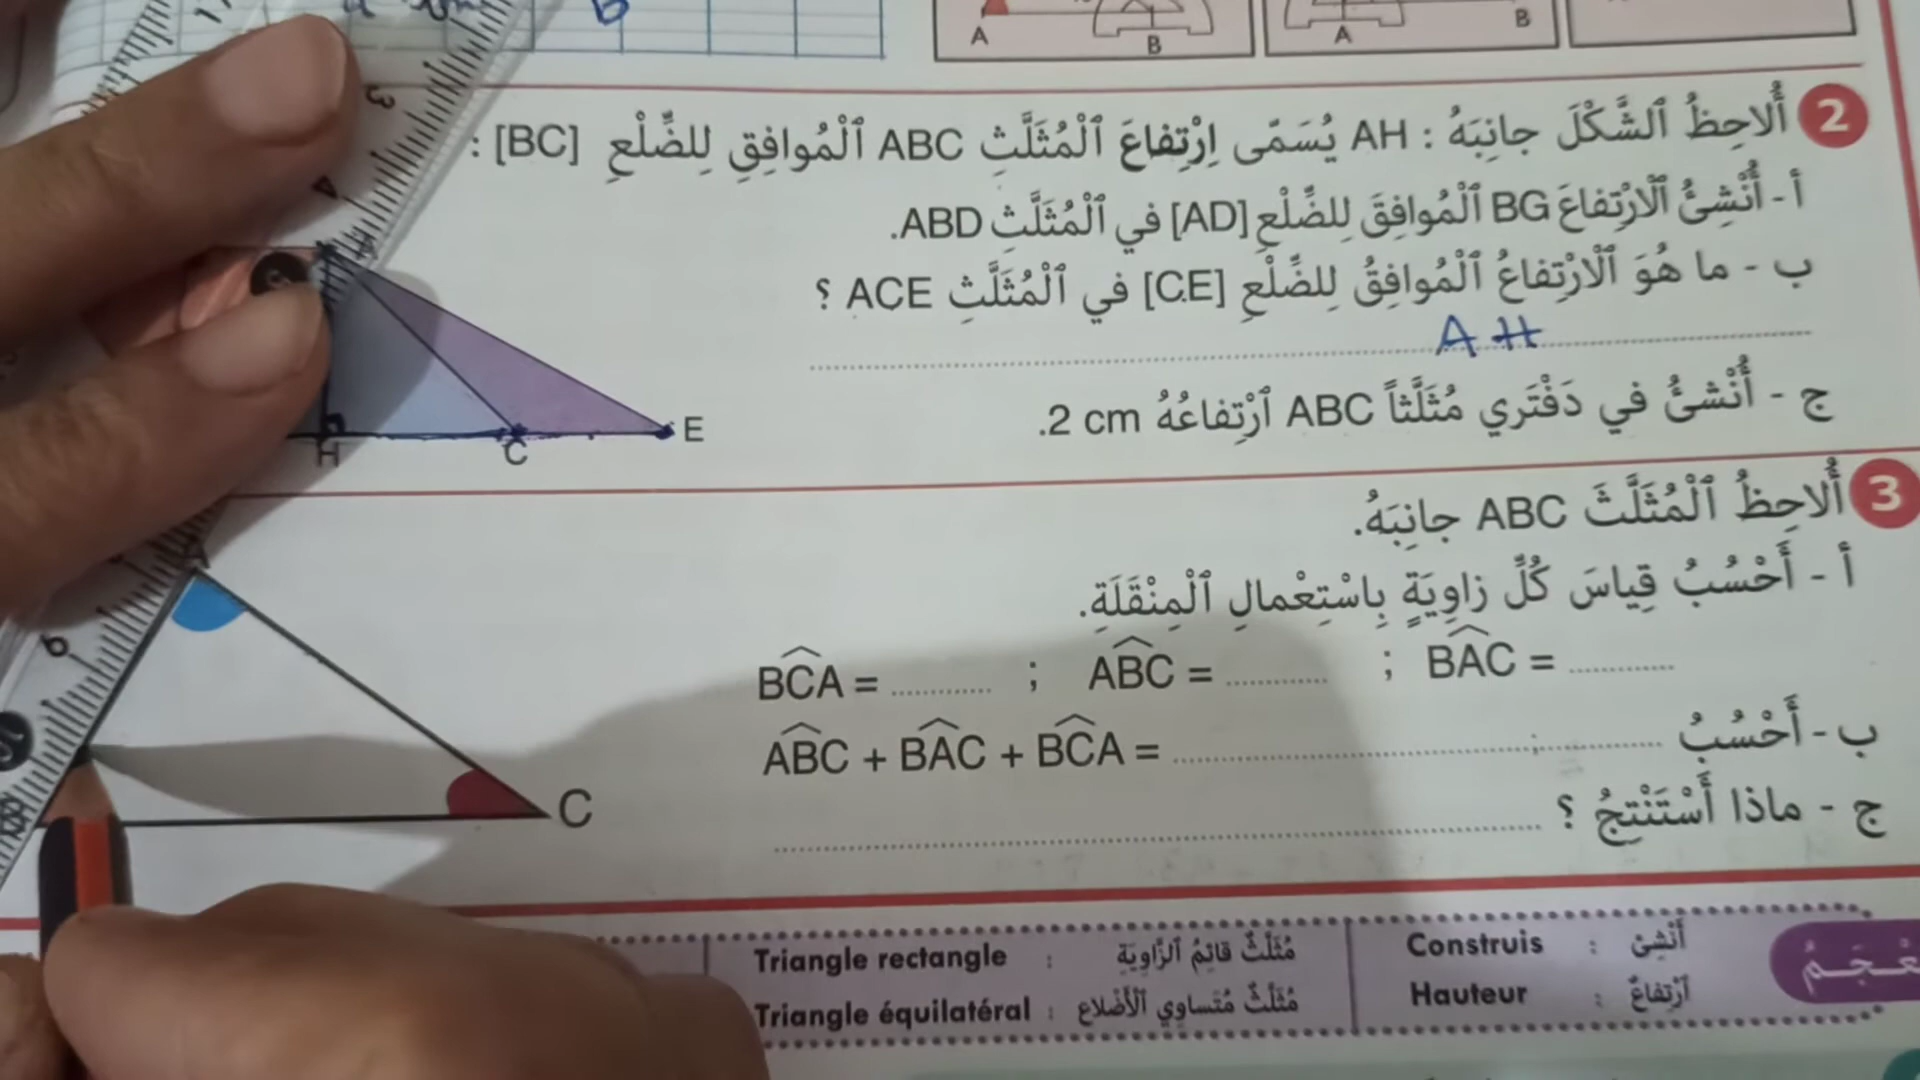 A B A B
2 أُلاحِظُ ٱلشَّكْلَ جانِبَهُ : AH يُسَمّى اِرْتِفاعَ ٱلْمُثَلَّثِ ABC ٱلْمُوافِقِ لِلضِّلْعِ [BC] :
أ - أُنْشِئُ ٱلْاِرْتِفاعَ BG ٱلْمُوافِقَ لِلضِّلْعِ [AD] في ٱلْمُثَلَّثِ ABD.
ب - ما هُوَ ٱلْاِرْتِفاعُ ٱلْمُوافِقُ لِلضِّلْعِ [CE] في ٱلْمُثَلَّثِ ACE ؟
AH
ج - أُنْشِئُ في دَفْتَري مُثَلَّثاً ABC ٱرْتِفاعُهُ 2 cm.
H C E
3 أُلاحِظُ ٱلْمُثَلَّثَ ABC جانِبَهُ.
أ - أَحْسُبُ قِياسَ كُلِّ زاوِيَةٍ بِاسْتِعْمالِ ٱلْمِنْقَلَةِ.
BCA = ............ ; ABC = ............ ; BAC = ............
ب - أَحْسُبُ ABC + BAC + BCA = ............
ج - ماذا أَسْتَنْتِجُ ؟
C
Construis : أُنْشِئُ
Hauteur : ٱرْتِفاعٌ
Triangle rectangle : مُثَلَّثٌ قائِمُ ٱلزّاوِيَةِ
Triangle équilatéral : مُثَلَّثٌ مُتَساوِي ٱلْأَضْلاعِ